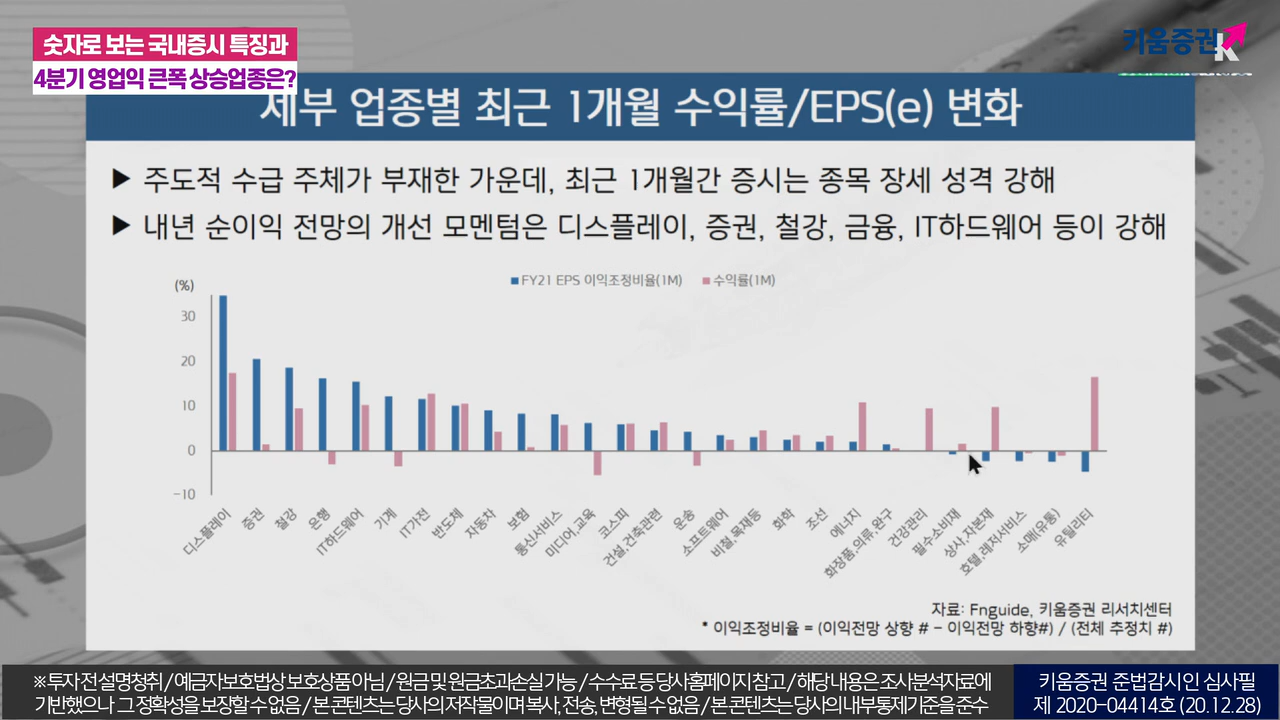 숫자로 보는 국내증시 특징과
4분기 영업익 큰폭 상승업종은?
키움증권
세부 업종별 최근 1개월 수익률/EPS(e) 변화
▶ 주도적 수급 주체가 부재한 가운데, 최근 1개월간 증시는 종목 장세 성격 강해
▶ 내년 순이익 전망의 개선 모멘텀은 디스플레이, 증권, 철강, 금융, IT하드웨어 등이 강해
■FY21 EPS 이익조정비율(1M) ■수익률(1M)
(%)
30
20
10
0
-10
디스플레이
증권
철강
은행
IT하드웨어
기계
IT가전
반도체
자동차
보험
통신서비스
미디어,교육
코스피
건설,건축관련
운송
소프트웨어
비철,목재등
화학
조선
에너지
화장품,의류,완구
건강관리
필수소비재
상사,자본재
호텔,레저서비스
소매(유통)
유틸리티
자료: Fnguide, 키움증권 리서치센터
* 이익조정비율 = (이익전망 상향 # - 이익전망 하향#) / (전체 추정치 #)
※ 투자 전 설명청취 / 예금자보호법상 보호상품 아님 / 원금 및 원금초과손실 가능 / 수수료 등 당사홈페이지 참고 / 해당 내용은 조사분석자료에
기반했으나 그 정확성을 보장할 수 없음 / 본 콘텐츠는 당사의 저작물이며 복사, 전송, 변형될 수 없음 / 본 콘텐츠는 당사의 내부통제기준을 준수
키움증권 준법감시인 심사필
제 2020-04414호 (20.12.28)